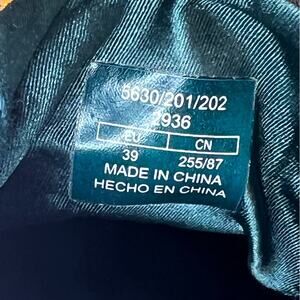 5630/201/202
2936
EU CN
39 255/87
MADE IN CHINA
HECHO EN CHINA